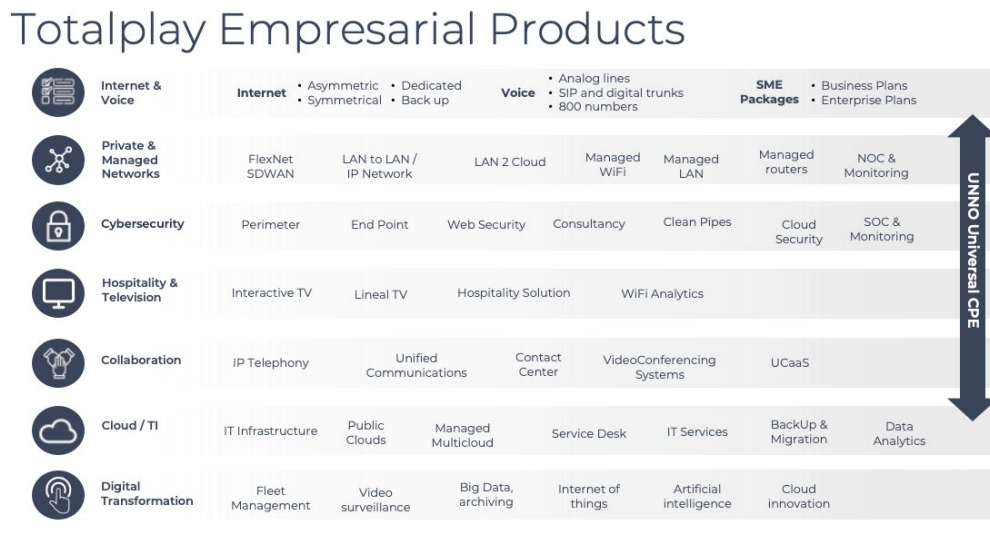 Totalplay Empresarial Products
Internet &
Voice
Internet
• Asymmetric • Dedicated
• Symmetrical • Back up
Voice
• Analog lines
• SIP and digital trunks
• 800 numbers
SME
Packages
• Business Plans
• Enterprise Plans
Private &
Managed
Networks
FlexNet
SDWAN
LAN to LAN /
IP Network
LAN 2 Cloud
Managed
WiFi
Managed
LAN
Managed
routers
NOC &
Monitoring
Cybersecurity
Perimeter
End Point
Web Security
Consultancy
Clean Pipes
Cloud
Security
SOC &
Monitoring
Hospitality &
Television
Interactive TV
Lineal TV
Hospitality Solution
WiFi Analytics
Collaboration
IP Telephony
Unified
Communications
Contact
Center
VideoConferencing
Systems
UCaaS
Cloud / TI
IT Infrastructure
Public
Clouds
Managed
Multicloud
Service Desk
IT Services
BackUp &
Migration
Data
Analytics
Digital
Transformation
Fleet
Management
Video
surveillance
Big Data,
archiving
Internet of
things
Artificial
intelligence
Cloud
innovation
UNNO Universal CPE